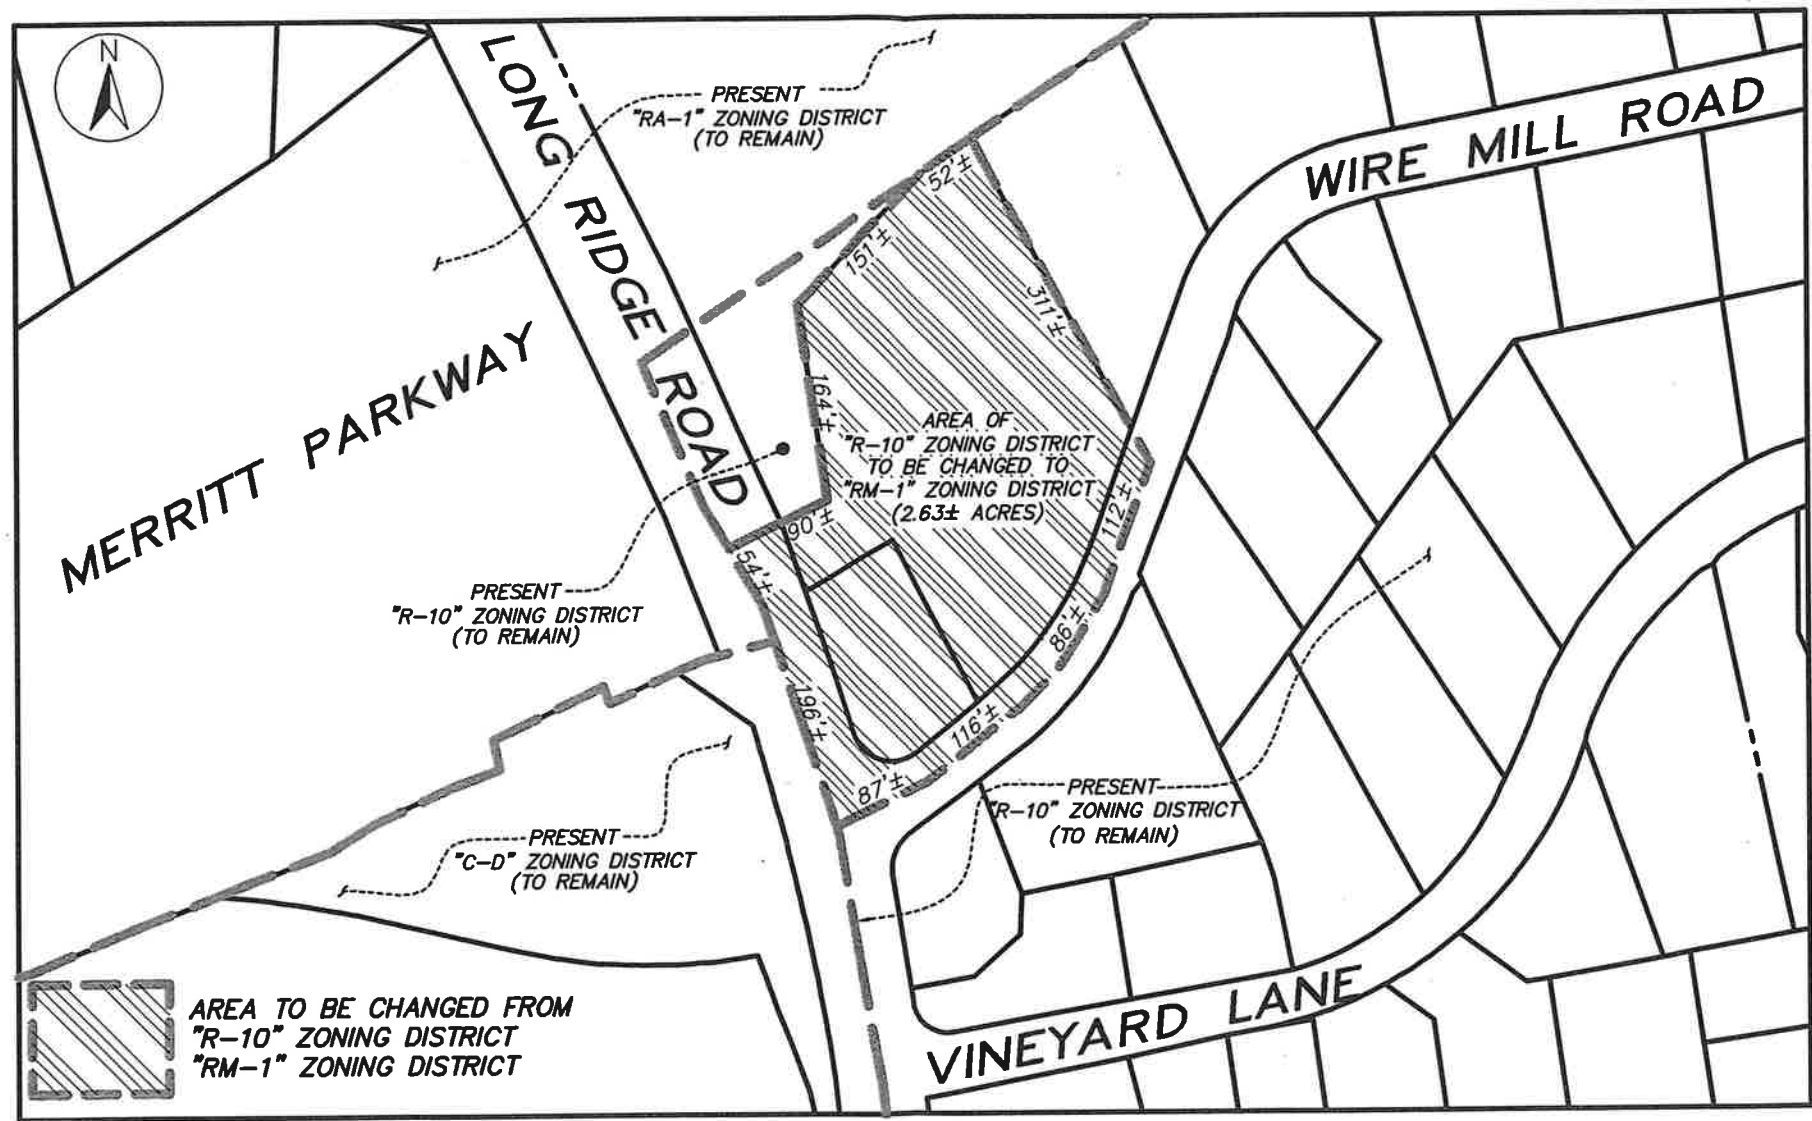 N
LONG RIDGE ROAD
PRESENT
"RA-1" ZONING DISTRICT
(TO REMAIN)
WIRE MILL ROAD
52'±
151'±
311'±
164'±
MERRITT PARKWAY
AREA OF
"R-10" ZONING DISTRICT
TO BE CHANGED TO
"RM-1" ZONING DISTRICT
(2.63± ACRES)
112'±
90'±
54'±
86'±
PRESENT
"R-10" ZONING DISTRICT
(TO REMAIN)
196'±
116'±
87'±
PRESENT
"R-10" ZONING DISTRICT
(TO REMAIN)
PRESENT
"C-D" ZONING DISTRICT
(TO REMAIN)
AREA TO BE CHANGED FROM
"R-10" ZONING DISTRICT
"RM-1" ZONING DISTRICT
VINEYARD LANE